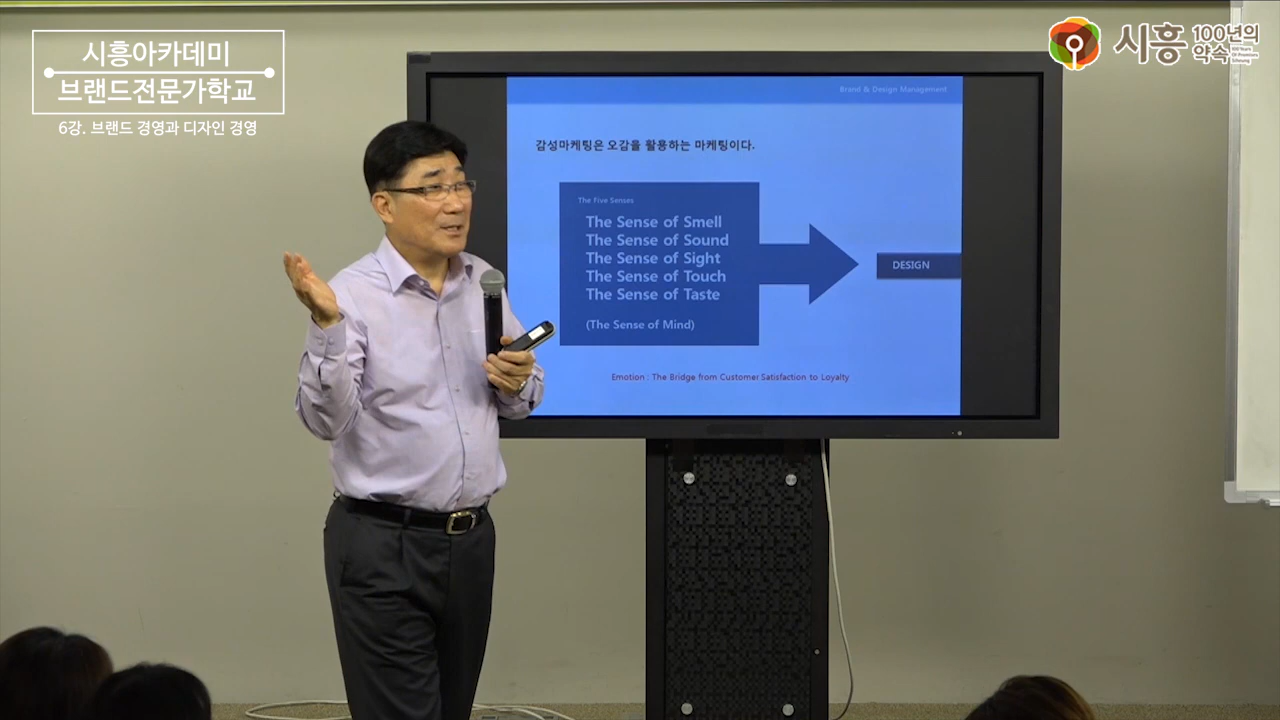 시흥아카데미
브랜드전문가학교
6강. 브랜드 경영과 디자인 경영
시흥 100년의 약속
Brand & Design Management
감성마케팅은 오감을 활용하는 마케팅이다.
The Five Senses
The Sense of Smell
The Sense of Sound
The Sense of Sight
The Sense of Touch
The Sense of Taste
(The Sense of Mind)
DESIGN
Emotion : The Bridge from Customer Satisfaction to Loyalty